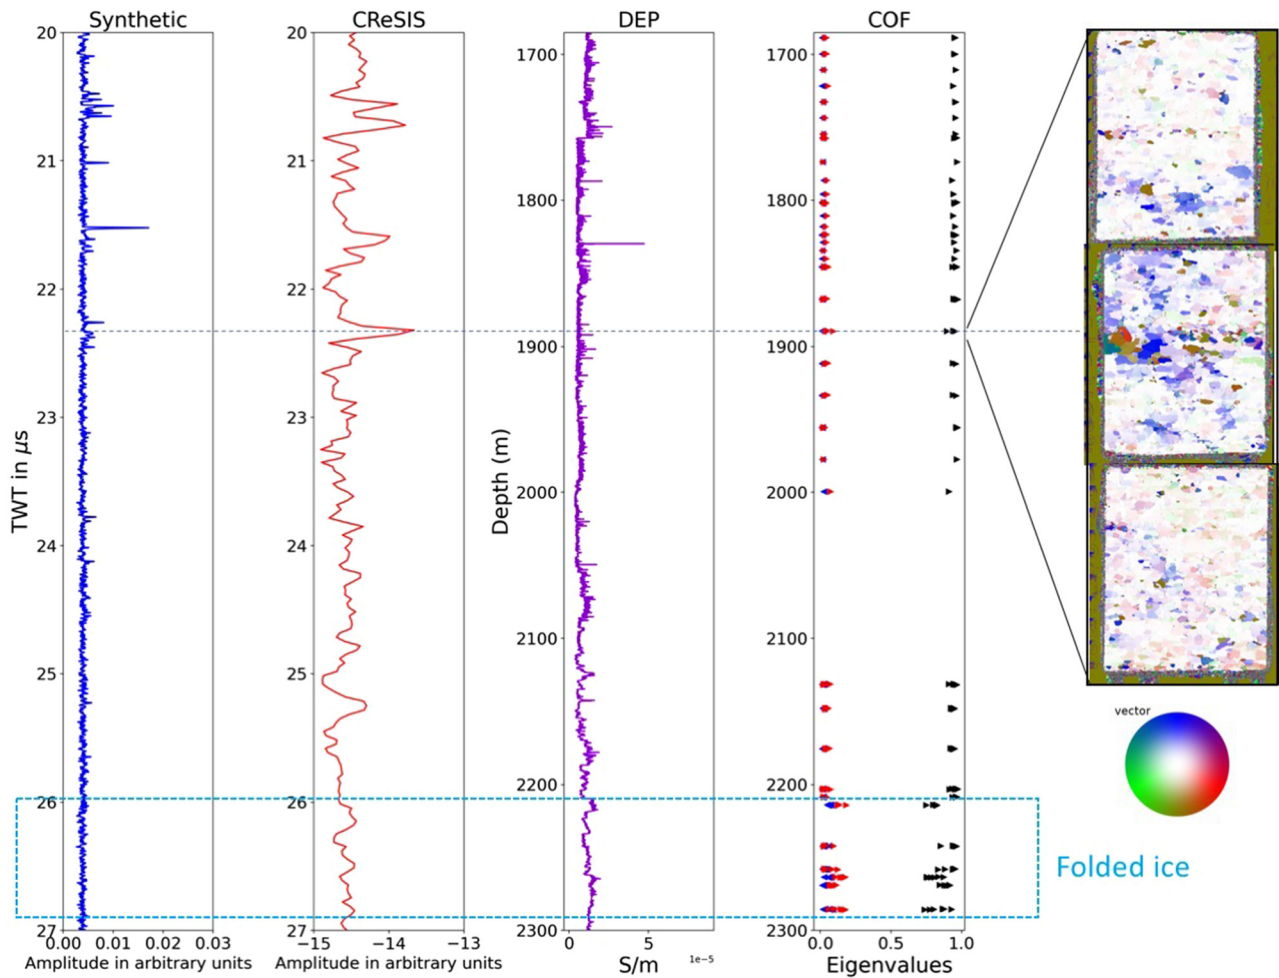 Synthetic
CReSIS
DEP
COF
20
21
22
23
24
25
26
27
TWT in μs
0.00 0.01 0.02 0.03
Amplitude in arbitrary units
20
21
22
23
24
25
26
27
−15 −14 −13
Amplitude in arbitrary units
1700
1800
1900
2000
2100
2200
2300
Depth (m)
0 5
S/m 1e−5
1700
1800
1900
2000
2100
2200
2300
0.0 0.5 1.0
Eigenvalues
vector
Folded ice